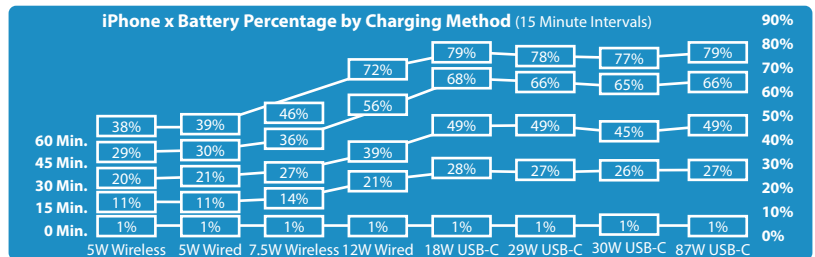 iPhone x Battery Percentage by Charging Method (15 Minute Intervals)
90%
80%
70%
60%
50%
40%
30%
20%
10%
0%
79% 78% 77% 79%
72%
68% 66% 65% 66%
56%
38% 39% 46%
60 Min.
29% 30% 36%
49% 49% 45% 49%
45 Min.
20% 21% 27% 39%
30 Min.
11% 11% 14% 21% 28% 27% 26% 27%
15 Min.
0 Min. 1% 1% 1% 1% 1% 1% 1% 1%
5W Wireless 5W Wired 7.5W Wireless 12W Wired 18W USB-C 29W USB-C 30W USB-C 87W USB-C